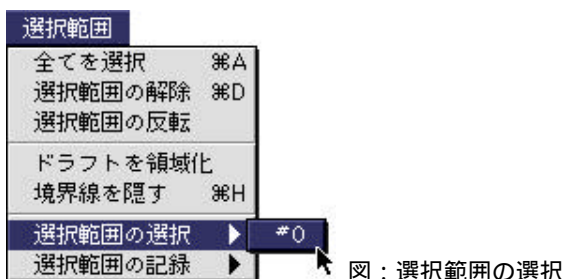 選択範囲
全てを選択 ⌘A
選択範囲の解除 ⌘D
選択範囲の反転
ドラフトを領域化
境界線を隠す ⌘H
選択範囲の選択 ▶ #0
選択範囲の記録 ▶
図：選択範囲の選択